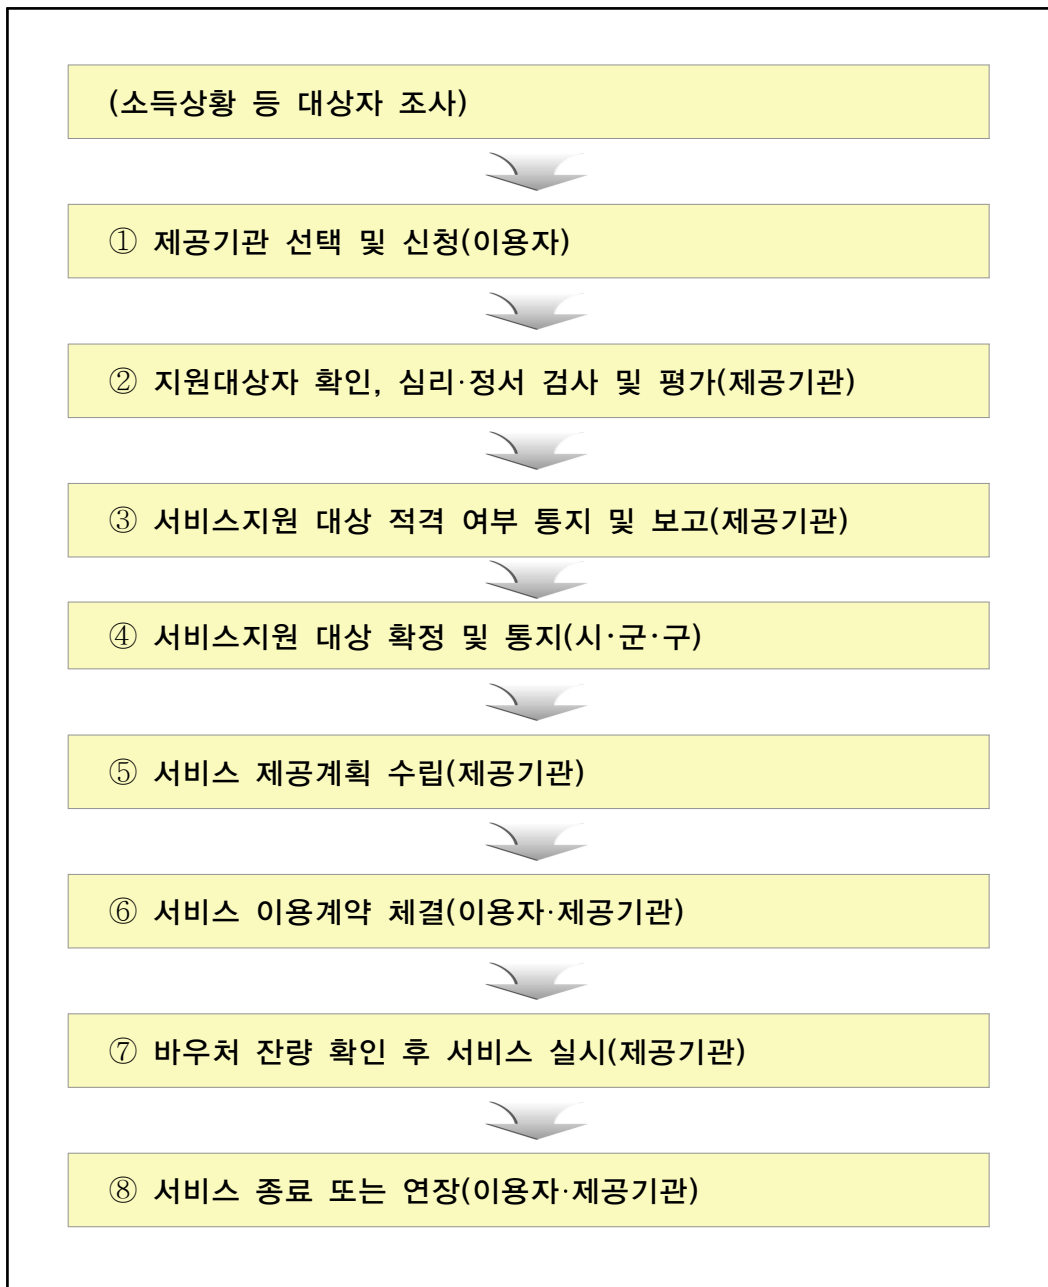 (소득상황 등 대상자 조사)
① 제공기관 선택 및 신청(이용자)
② 지원대상자 확인, 심리·정서 검사 및 평가(제공기관)
③ 서비스지원 대상 적격 여부 통지 및 보고(제공기관)
④ 서비스지원 대상 확정 및 통지(시·군·구)
⑤ 서비스 제공계획 수립(제공기관)
⑥ 서비스 이용계약 체결(이용자·제공기관)
⑦ 바우처 잔량 확인 후 서비스 실시(제공기관)
⑧ 서비스 종료 또는 연장(이용자·제공기관)